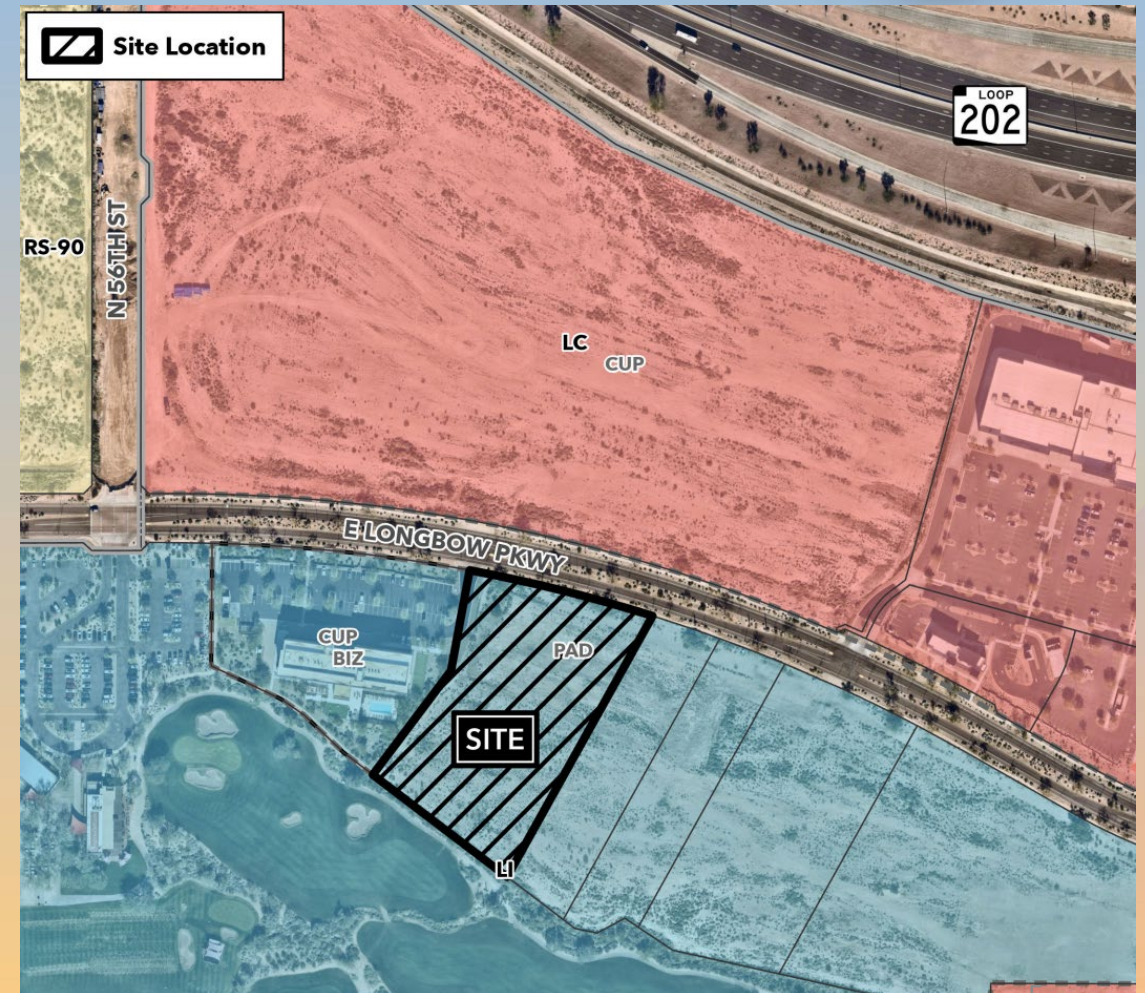 Site Location
LOOP
202
RS-90
N 56TH ST
LC
CUP
E LONGBOW PKWY
CUP
BIZ
PAD
SITE
LI